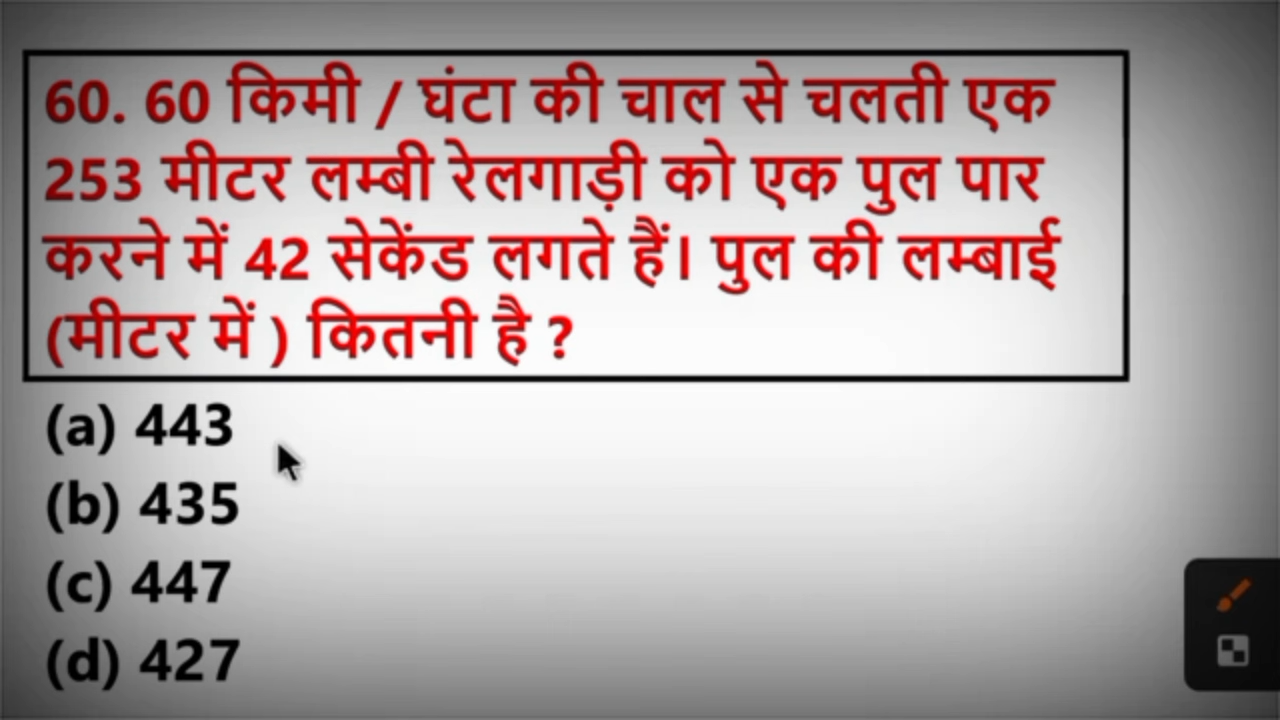 60. 60 किमी / घंटा की चाल से चलती एक
253 मीटर लम्बी रेलगाड़ी को एक पुल पार
करने में 42 सेकेंड लगते हैं। पुल की लम्बाई
(मीटर में ) कितनी है ?
(a) 443
(b) 435
(c) 447
(d) 427